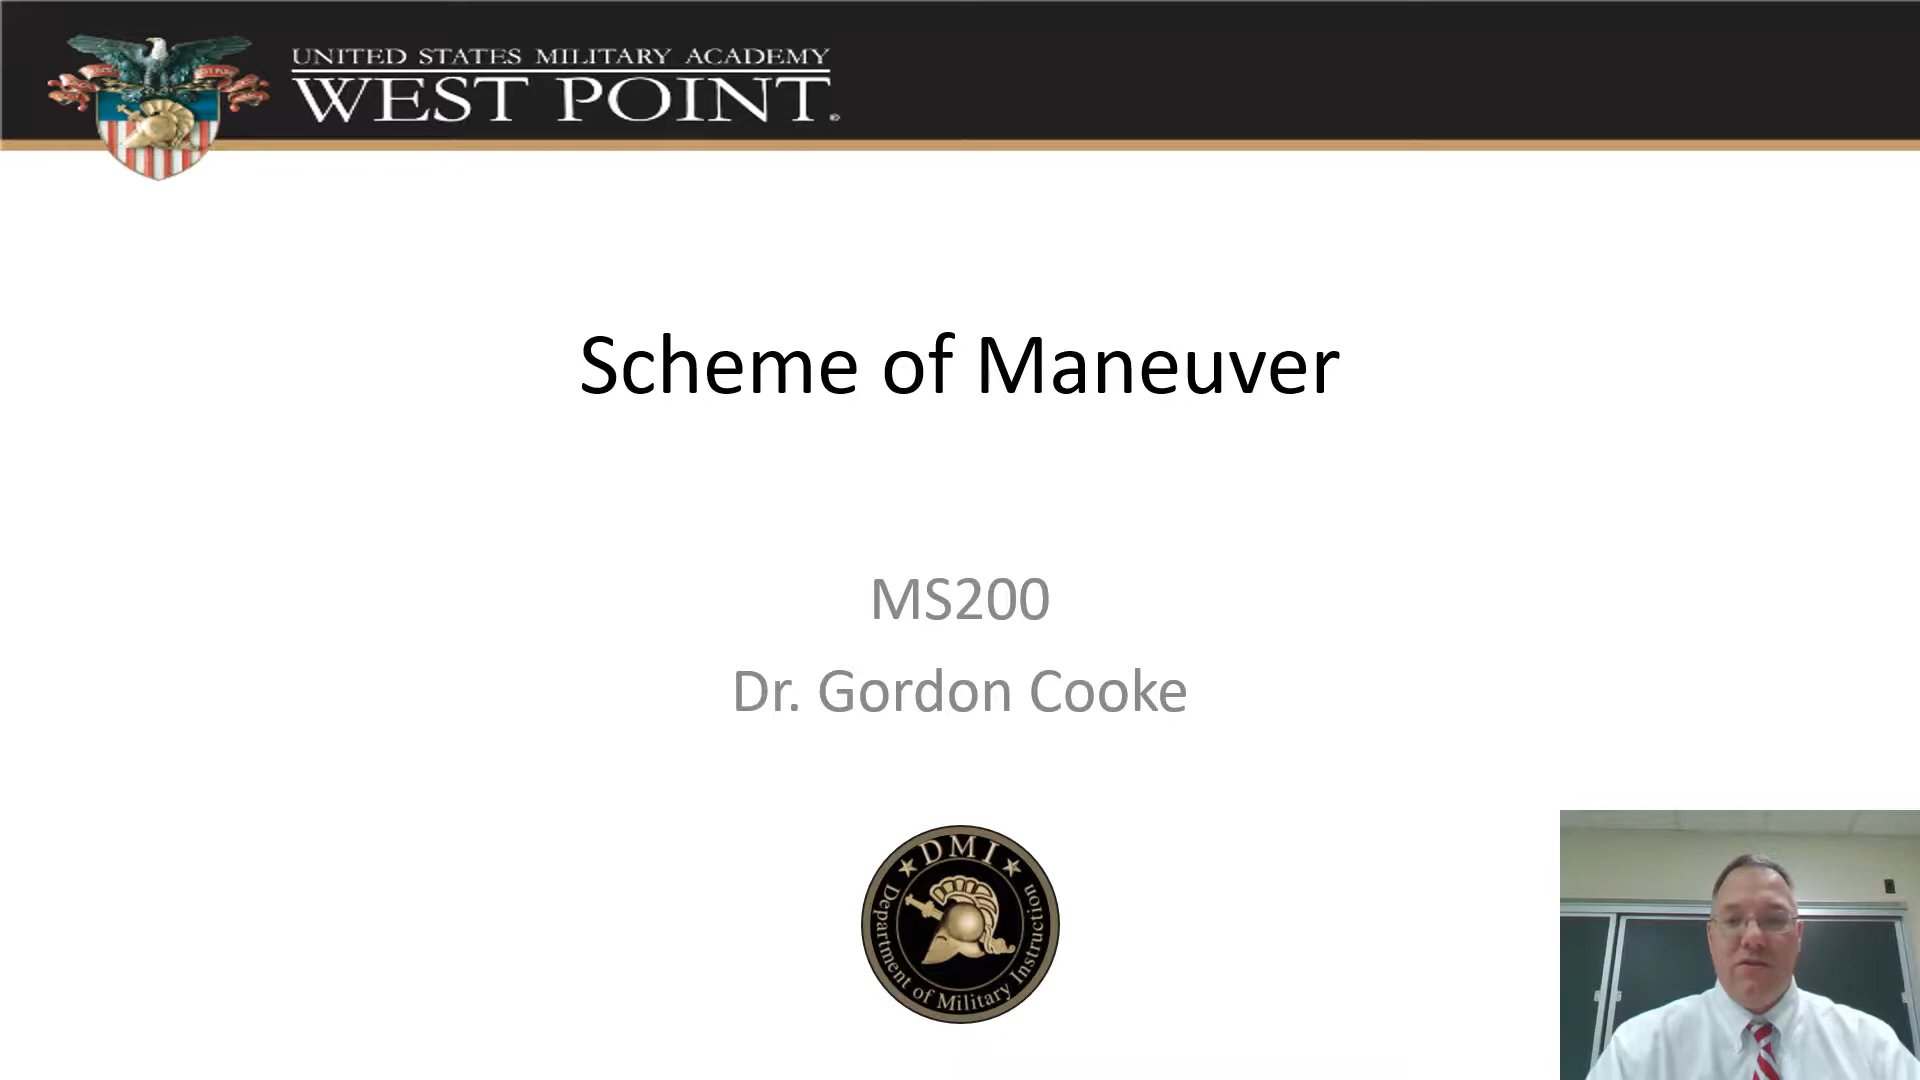 UNITED STATES MILITARY ACADEMY
WEST POINT®
Scheme of Maneuver
MS200
Dr. Gordon Cooke
DMI
Department of Military Instruction